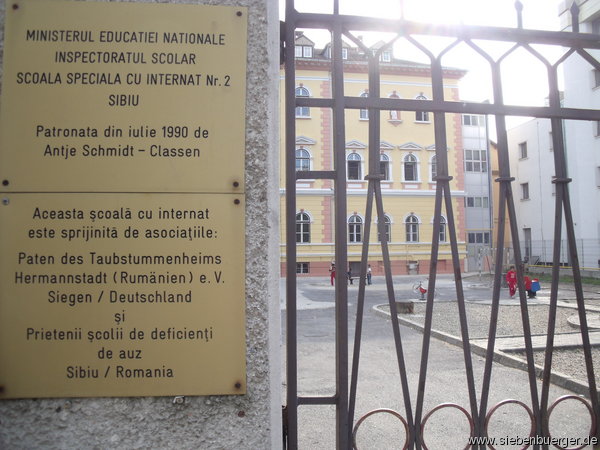 MINISTERUL EDUCATIEI NATIONALE
INSPECTORATUL SCOLAR
SCOALA SPECIALA CU INTERNAT Nr. 2
SIBIU
Patronata din iulie 1990 de
Antje Schmidt - Classen
Aceasta şcoală cu internat
este sprijinită de asociaţiile:
Paten des Taubstummenheims
Hermannstadt (Rumänien) e. V.
Siegen / Deutschland
şi
Prietenii şcolii de deficienţi
de auz
Sibiu / Romania
www.siebenbuerger.de